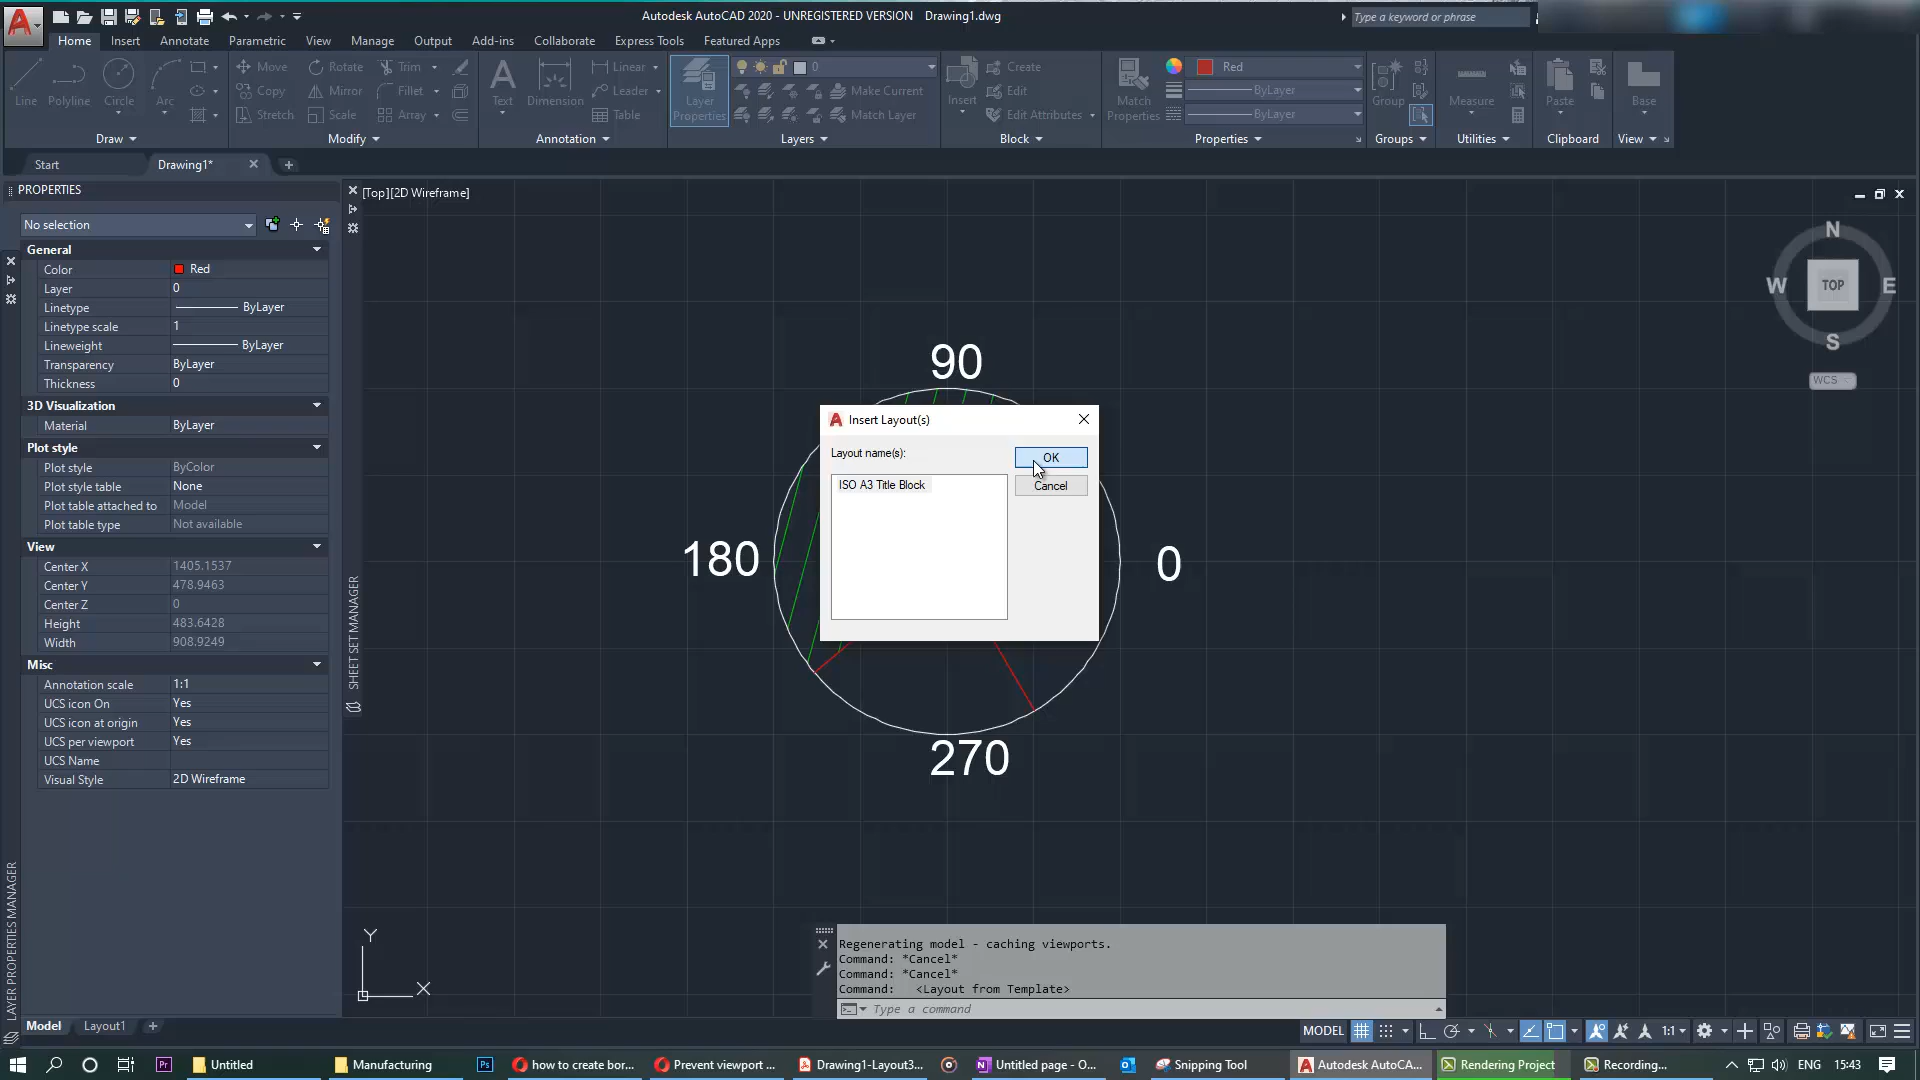 Autodesk AutoCAD 2020 - UNREGISTERED VERSION Drawing1.dwg
Type a keyword or phrase
Home Insert Annotate Parametric View Manage Output Add-ins Collaborate Express Tools Featured Apps
Line Polyline Circle Arc
Move Rotate Trim
Copy Mirror Fillet
Stretch Scale Array
Text Dimension
Linear
Leader
Table
Layer Properties
0
Make Current
Match Layer
Insert
Create
Edit
Edit Attributes
Match Properties
Red
ByLayer
ByLayer
Group
Measure
Paste
Base
Draw Modify Annotation Layers Block Properties Groups Utilities Clipboard View
Start Drawing1*
PROPERTIES
[Top][2D Wireframe]
No selection
General
Color Red
Layer 0
Linetype ByLayer
Linetype scale 1
Lineweight ByLayer
Transparency ByLayer
Thickness 0
3D Visualization
Material ByLayer
Plot style
Plot style ByColor
Plot style table None
Plot table attached to Model
Plot table type Not available
View
Center X 1405.1537
Center Y 478.9463
Center Z 0
Height 483.6428
Width 908.9249
Misc
Annotation scale 1:1
UCS icon On Yes
UCS icon at origin Yes
UCS per viewport Yes
UCS Name
Visual Style 2D Wireframe
LAYER PROPERTIES MANAGER
SHEET SET MANAGER
N
W TOP E
S
WCS
90
180
0
270
Insert Layout(s)
Layout name(s):
OK
ISO A3 Title Block
Cancel
Y
X
Regenerating model - caching viewports.
Command: *Cancel*
Command: *Cancel*
Command: <Layout from Template>
Type a command
Model Layout1 +
MODEL 1:1
Pr Untitled Manufacturing Ps how to create bor... Prevent viewport ... Drawing1-Layout3... Untitled page - O... Snipping Tool Autodesk AutoCA... Rendering Project Recording... ENG 15:43